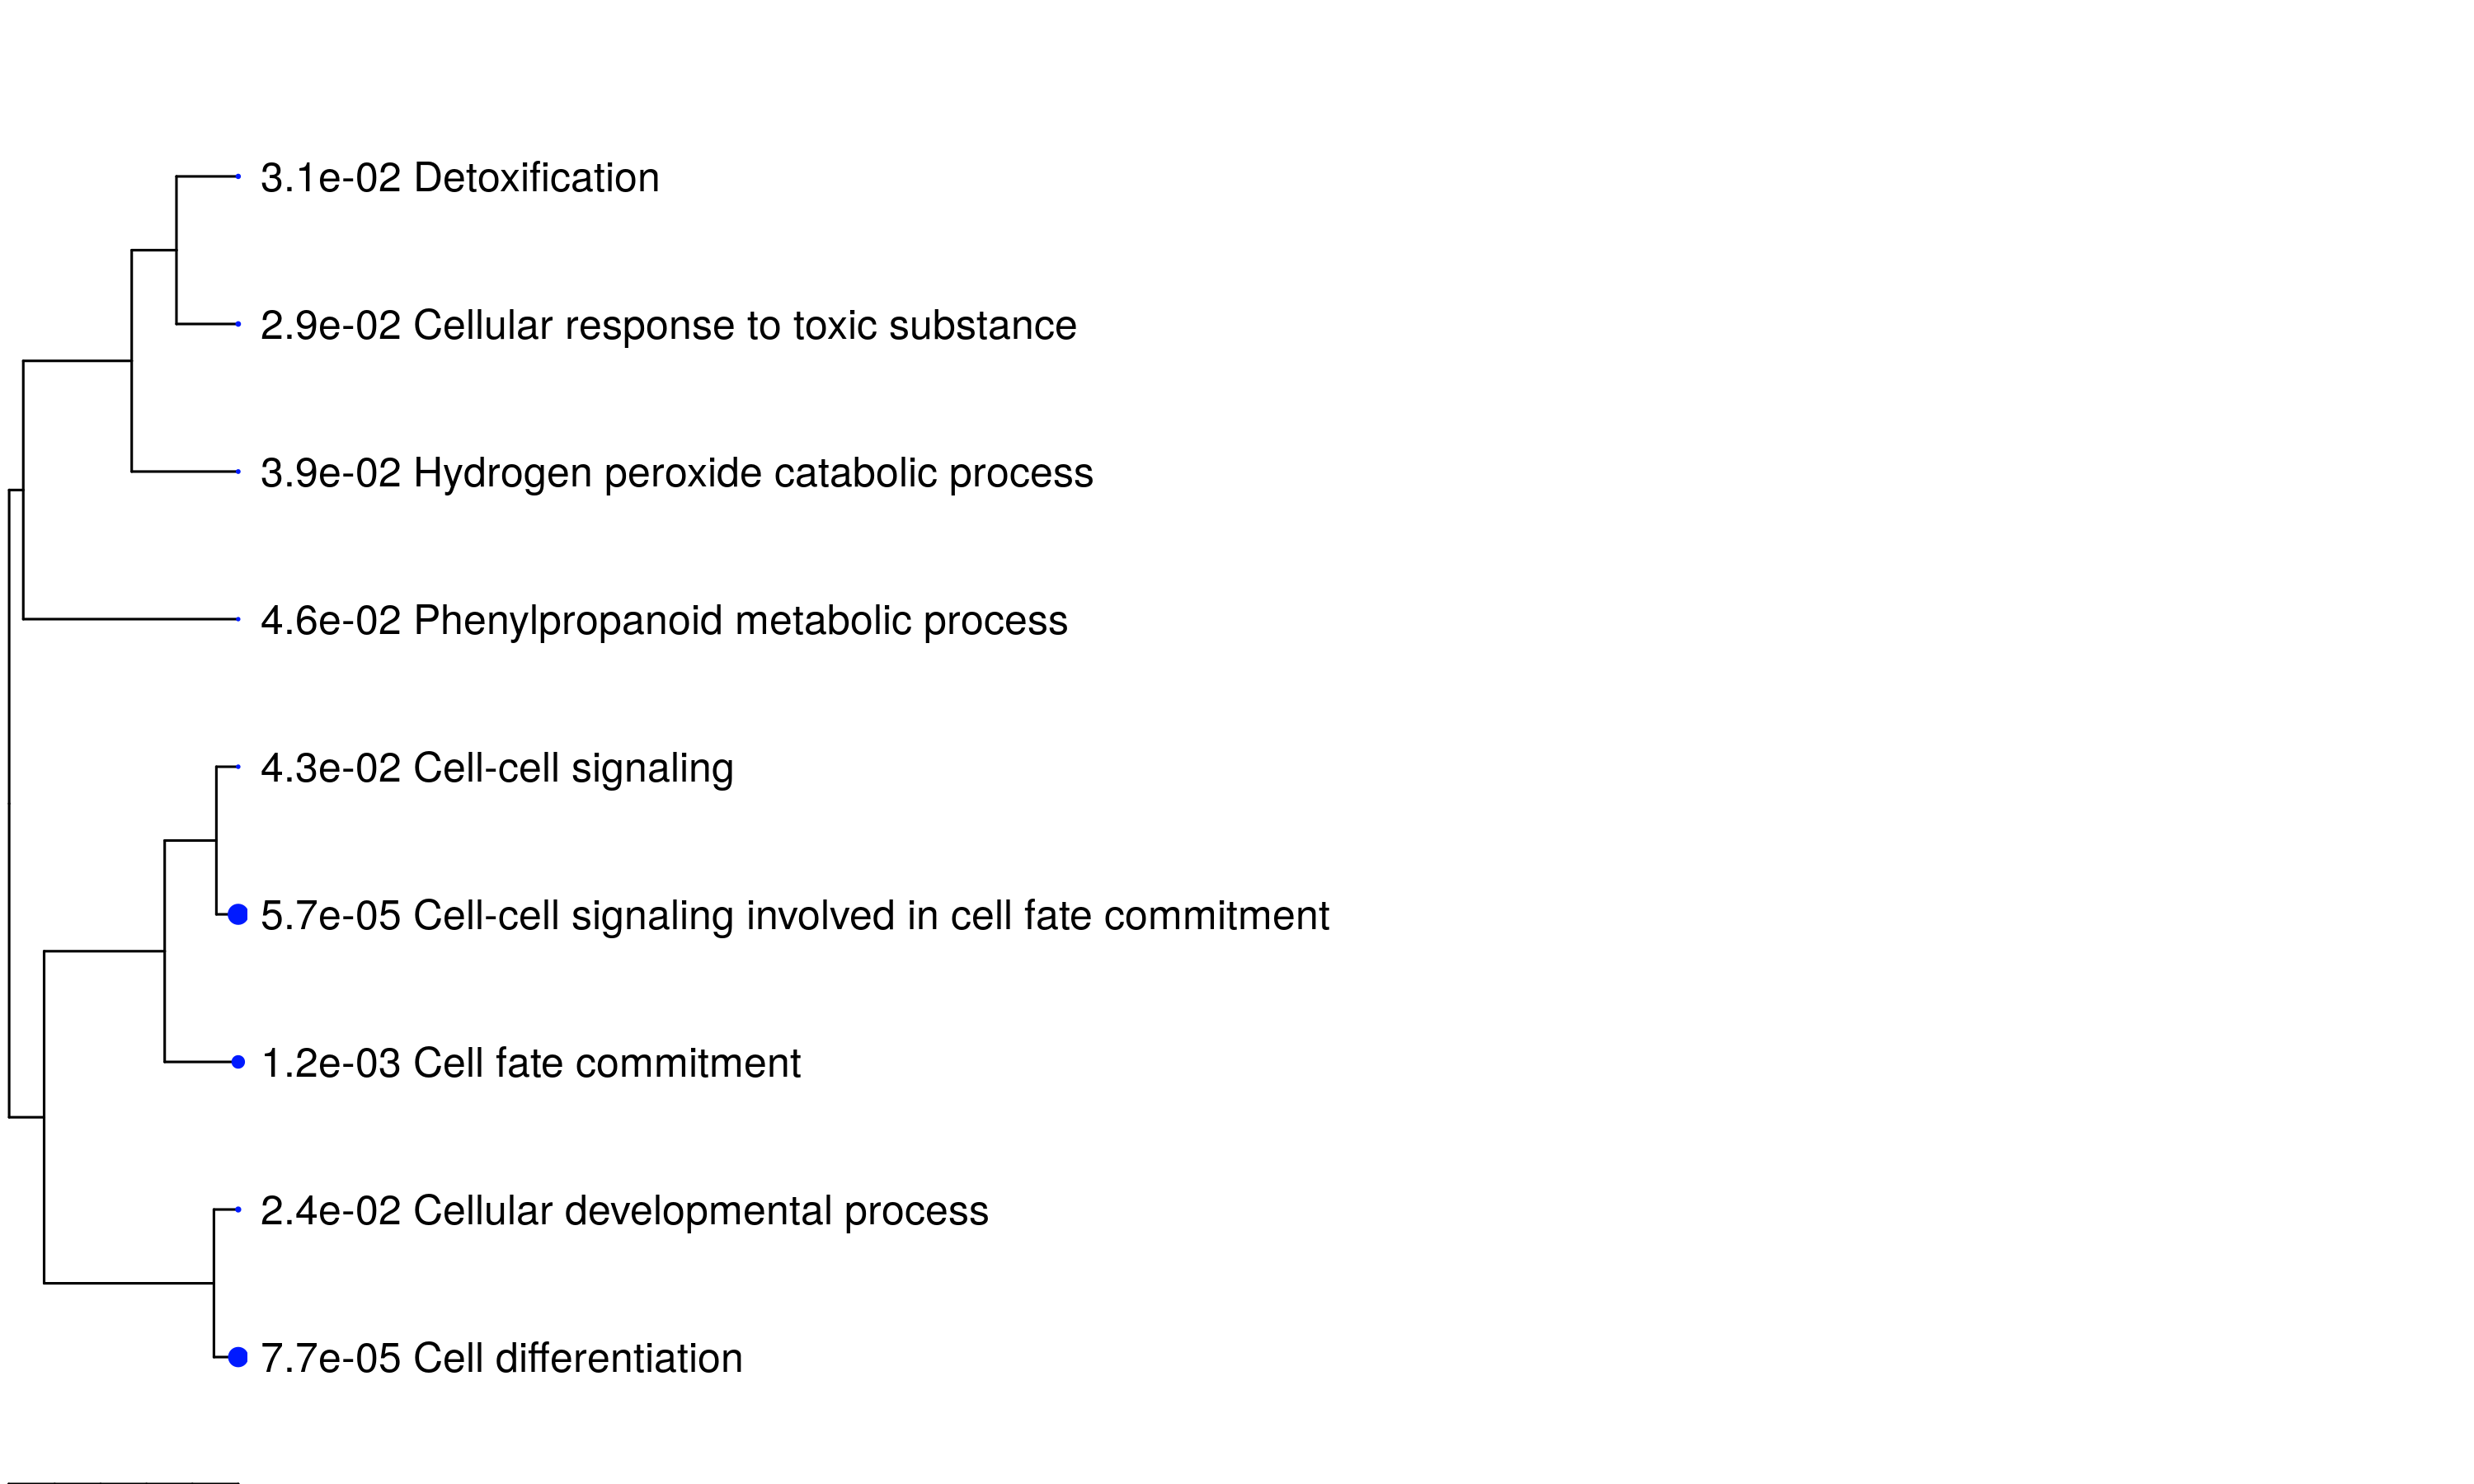 3.1e-02 Detoxification
2.9e-02 Cellular response to toxic substance
3.9e-02 Hydrogen peroxide catabolic process
4.6e-02 Phenylpropanoid metabolic process
4.3e-02 Cell-cell signaling
5.7e-05 Cell-cell signaling involved in cell fate commitment
1.2e-03 Cell fate commitment
2.4e-02 Cellular developmental process
7.7e-05 Cell differentiation